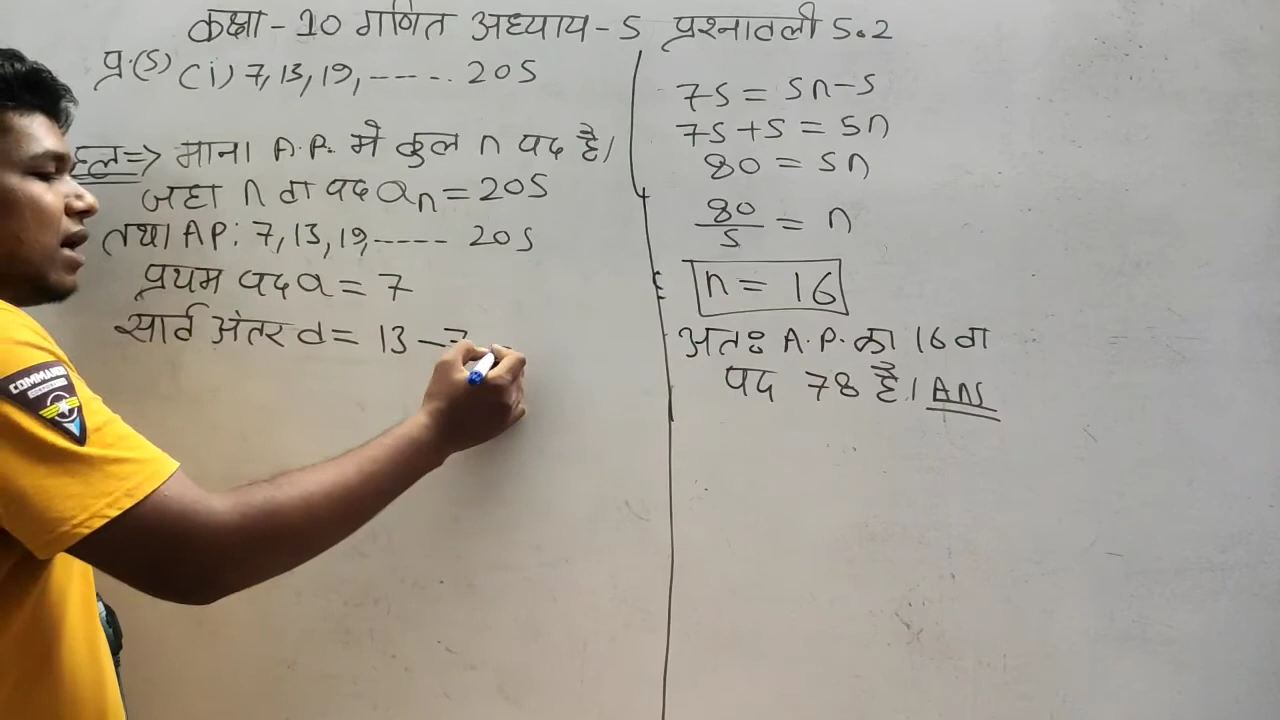 कक्षा - 10 गणित अध्याय - 5 प्रश्नावली 5.2
प्र.(5) (i) 7, 13, 19, ----- 205
हल => माना A.P. में कुल n पद है।
जहा n वा पद an = 205
तथा AP: 7, 13, 19, ---- 205
प्रथम पद a = 7
सार्व अंतर d = 13 - 7
75 = 5n - 5
75 + 5 = 5n
80 = 5n
80/5 = n
n = 16
अतः A.P. का 16 वा
पद 78 है। ANS
COMMANDO